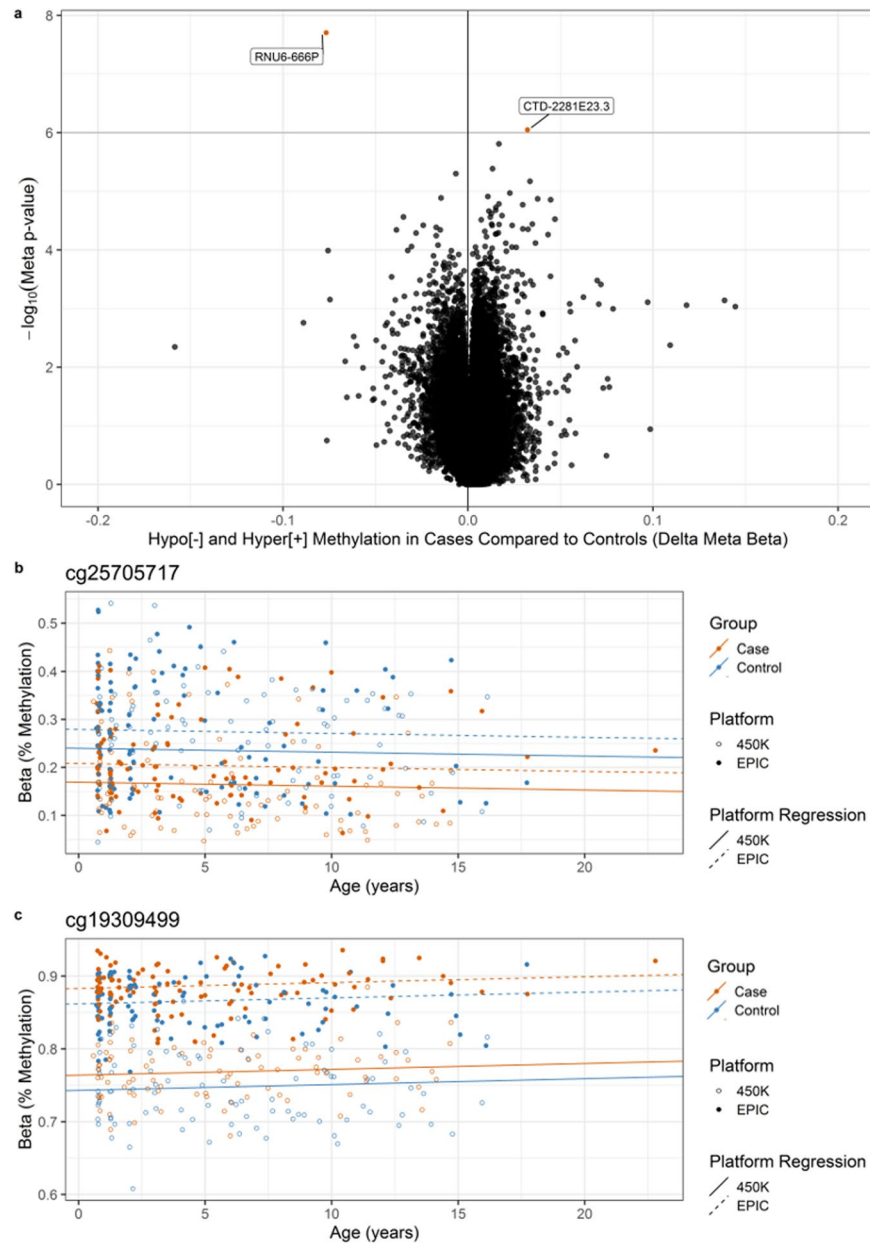 a
8
RNU6-666P
CTD-2281E23.3
6
−log10(Meta p-value)
4
2
0
-0.2
-0.1
0.0
0.1
0.2
Hypo[-] and Hyper[+] Methylation in Cases Compared to Controls (Delta Meta Beta)
b
cg25705717
0.5
0.4
0.3
0.2
0.1
Beta (% Methylation)
0
5
10
15
20
Age (years)
Group
Case
Control
Platform
450K
EPIC
Platform Regression
450K
EPIC
c
cg19309499
0.9
0.8
0.7
0.6
Beta (% Methylation)
0
5
10
15
20
Age (years)
Group
Case
Control
Platform
450K
EPIC
Platform Regression
450K
EPIC